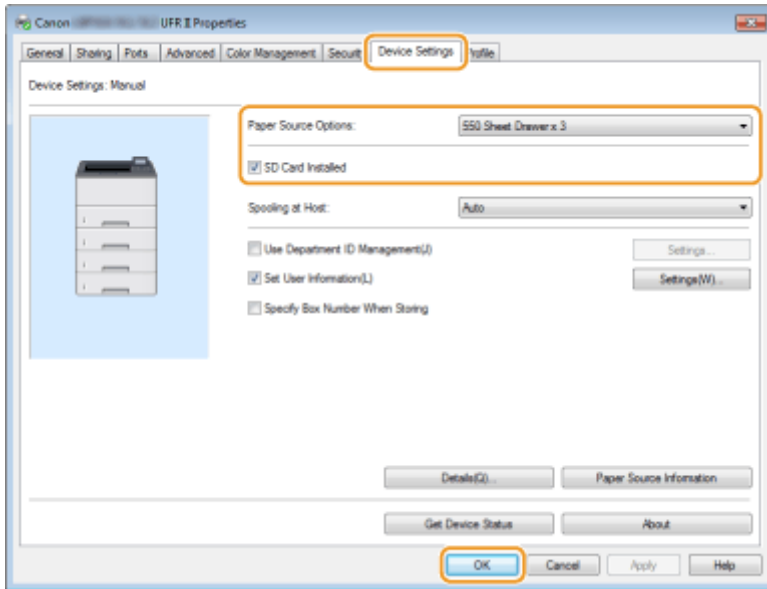 Canon UFR II Properties
General Sharing Ports Advanced Color Management Security Device Settings Profile
Device Settings: Manual
Paper Source Options: 550 Sheet Drawer x 3
SD Card Installed
Spooling at Host: Auto
Use Department ID Management(J) Settings...
Set User Information(L) Settings(W)...
Specify Box Number When Storing
Details(Q)... Paper Source Information
Get Device Status About
OK Cancel Apply Help